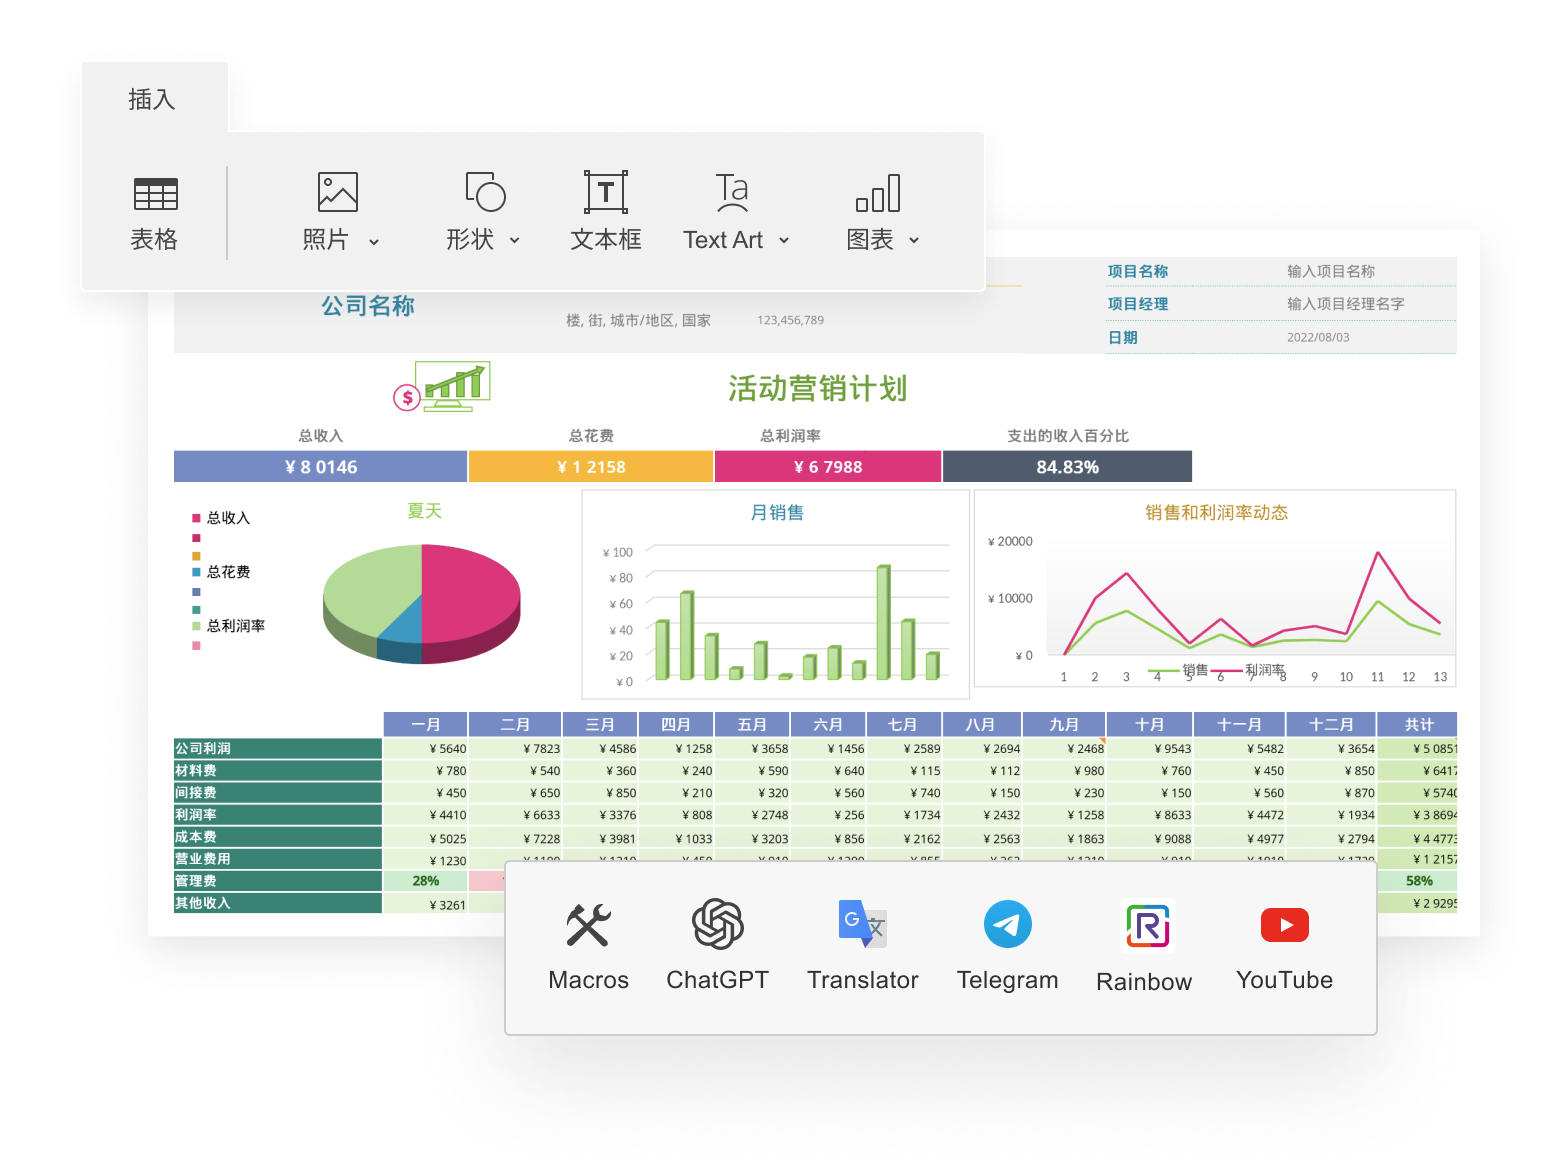 插入
表格 照片 形状 文本框 Text Art 图表
项目名称 输入项目名称
公司名称 项目经理 输入项目经理名字
楼, 街, 城市/地区, 国家 123,456,789
日期 2022/08/03
$ 活动营销计划
总收入 总花费 总利润率 支出的收入百分比
¥ 8 0146 ¥ 1 2158 ¥ 6 7988 84.83%
总收入
总花费
总利润率
夏天
月销售
¥ 100
¥ 80
¥ 60
¥ 40
¥ 20
¥ 0
销售和利润率动态
¥ 20000
¥ 10000
¥ 0
销售 利润率
1 2 3 4 5 6 7 8 9 10 11 12 13
一月 二月 三月 四月 五月 六月 七月 八月 九月 十月 十一月 十二月 共计
公司利润 ¥ 5640 ¥ 7823 ¥ 4586 ¥ 1258 ¥ 3658 ¥ 1456 ¥ 2589 ¥ 2694 ¥ 2468 ¥ 9543 ¥ 5482 ¥ 3654 ¥ 5 0851
材料费 ¥ 780 ¥ 540 ¥ 360 ¥ 240 ¥ 590 ¥ 640 ¥ 115 ¥ 112 ¥ 980 ¥ 760 ¥ 450 ¥ 850 ¥ 6417
间接费 ¥ 450 ¥ 650 ¥ 850 ¥ 210 ¥ 320 ¥ 560 ¥ 740 ¥ 150 ¥ 230 ¥ 150 ¥ 560 ¥ 870 ¥ 5740
利润率 ¥ 4410 ¥ 6633 ¥ 3376 ¥ 808 ¥ 2748 ¥ 256 ¥ 1734 ¥ 2432 ¥ 1258 ¥ 8633 ¥ 4472 ¥ 1934 ¥ 3 8694
成本费 ¥ 5025 ¥ 7228 ¥ 3981 ¥ 1033 ¥ 3203 ¥ 856 ¥ 2162 ¥ 2563 ¥ 1863 ¥ 9088 ¥ 4977 ¥ 2794 ¥ 4 4773
营业费用 ¥ 1230 ¥ 1 2157
管理费 28% 58%
其他收入 ¥ 3261 ¥ 2 9295
Macros ChatGPT Translator Telegram Rainbow YouTube